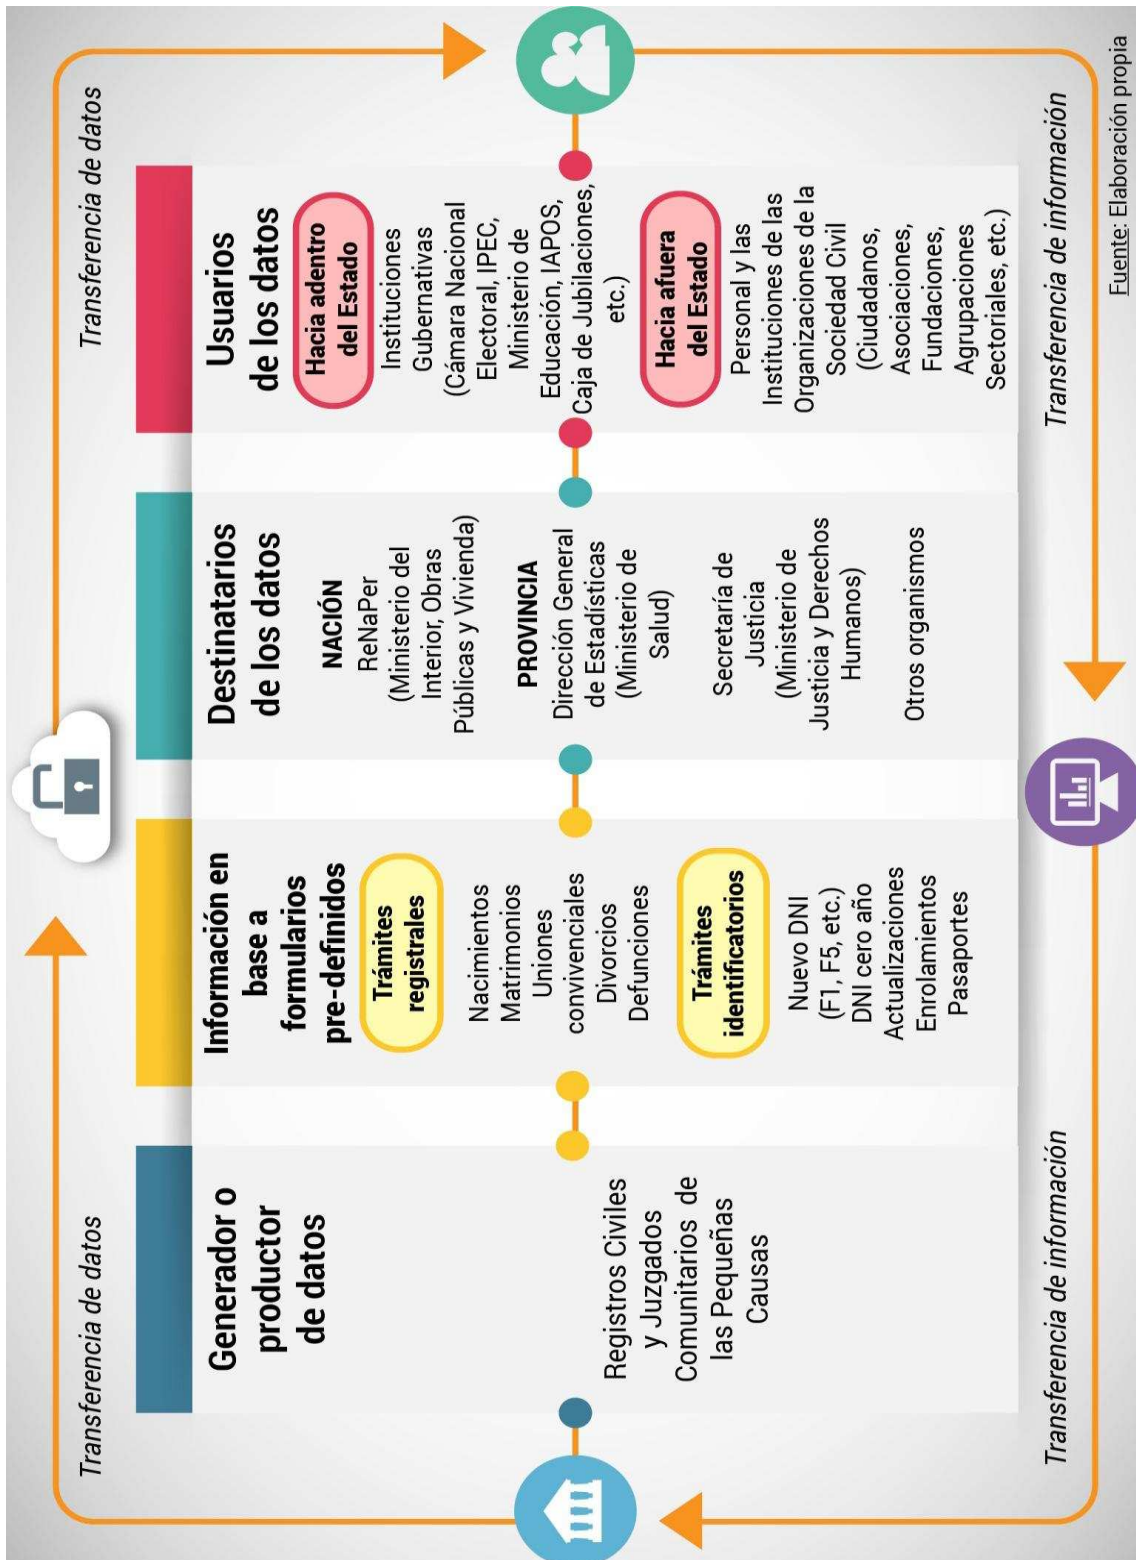 Transferencia de datos
Transferencia de datos
Generador o
productor
de datos
Registros Civiles
y Juzgados
Comunitarios de
las Pequeñas
Causas
Información en
base a
formularios
pre-definidos
Trámites
registrales
Nacimientos
Matrimonios
Uniones
convivenciales
Divorcios
Defunciones
Trámites
identificatorios
Nuevo DNI
(F1, F5, etc.)
DNI cero año
Actualizaciones
Enrolamientos
Pasaportes
Destinatarios
de los datos
NACIÓN
ReNaPer
(Ministerio del
Interior, Obras
Públicas y Vivienda)
PROVINCIA
Dirección General
de Estadísticas
(Ministerio de
Salud)
Secretaría de
Justicia
(Ministerio de
Justicia y Derechos
Humanos)
Otros organismos
Usuarios
de los datos
Hacia adentro
del Estado
Instituciones
Gubernativas
(Cámara Nacional
Electoral, IPEC,
Ministerio de
Educación, IAPOS,
Caja de Jubilaciones,
etc.)
Hacia afuera
del Estado
Personal y las
Instituciones de las
Organizaciones de la
Sociedad Civil
(Ciudadanos,
Asociaciones,
Fundaciones,
Agrupaciones
Sectoriales, etc.)
Transferencia de información
Transferencia de información
Fuente: Elaboración propia